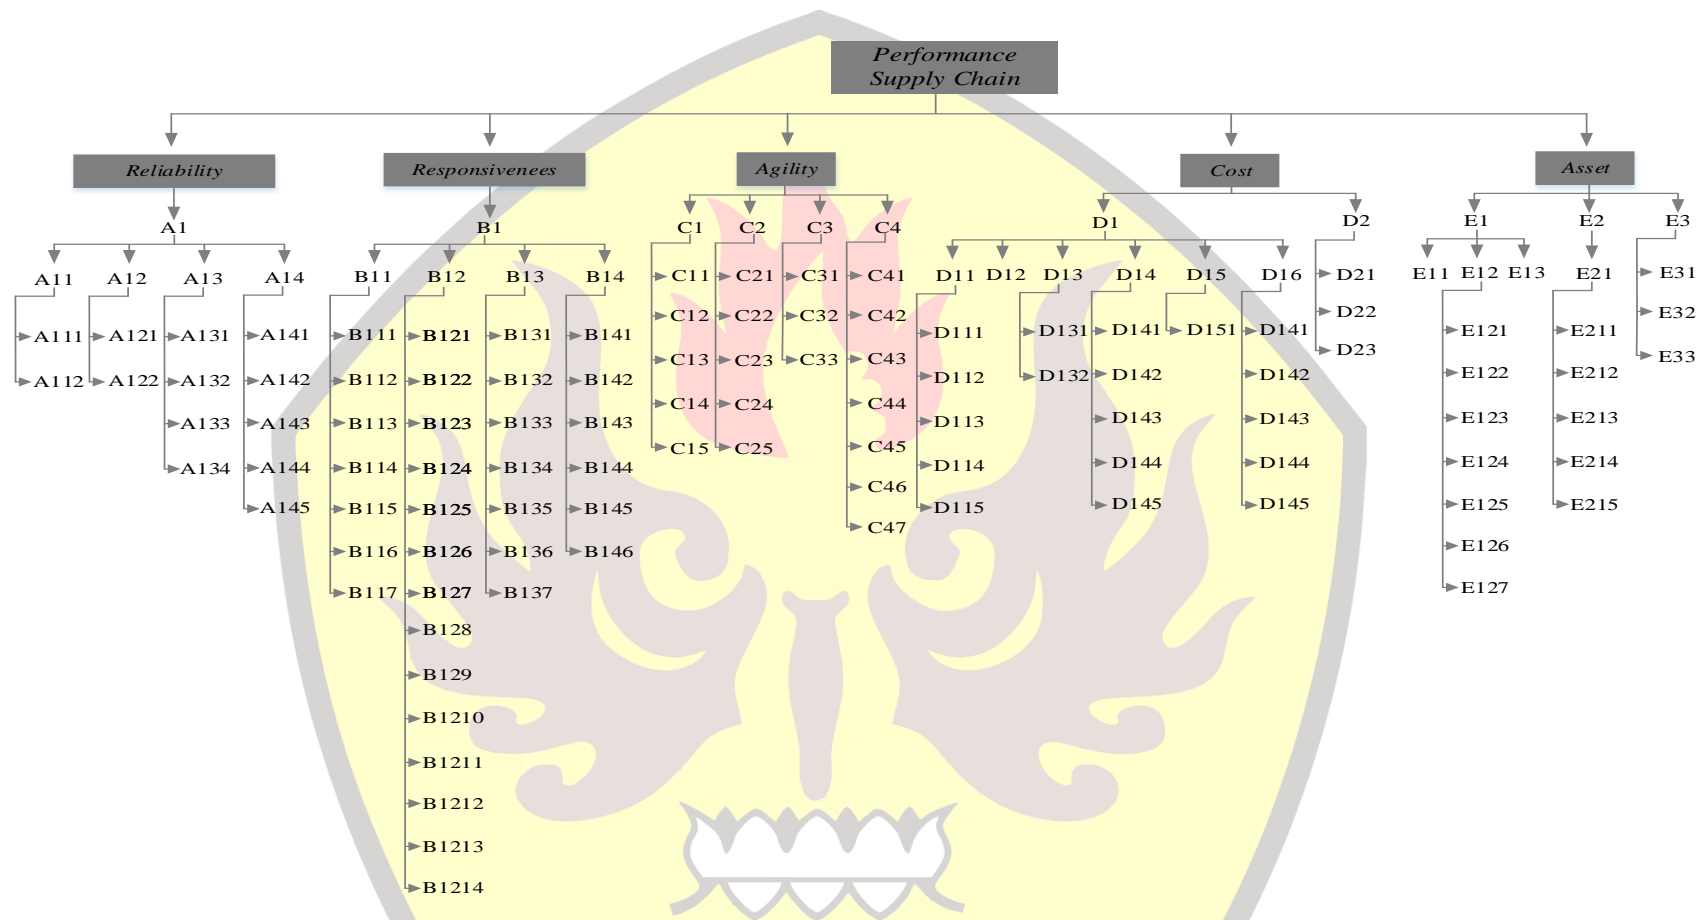 Performance
Supply Chain
Reliability
Responsivenees
Agility
Cost
Asset
A1
B1
C1
C2
C3
C4
D1
D2
E1
E2
E3
A11
A12
A13
A14
B11
B12
B13
B14
C11
C21
C31
C41
D11
D12
D13
D14
D15
D16
D21
E11
E12
E13
E21
E31
C12
C22
C32
C42
D22
E32
A111
A121
A131
A141
B111
B121
B131
B141
D111
D131
D141
D151
D141
E121
E211
C13
C23
C33
C43
D23
E33
A112
A122
A132
A142
B112
B122
B132
B142
D112
D132
D142
D142
E122
E212
C14
C24
C44
A133
A143
B113
B123
B133
B143
D113
D143
D143
E123
E213
C15
C25
C45
A134
A144
B114
B124
B134
B144
D114
D144
D144
E124
E214
C46
A145
B115
B125
B135
B145
D115
D145
D145
E125
E215
C47
B116
B126
B136
B146
E126
B117
B127
B137
E127
B128
B129
B1210
B1211
B1212
B1213
B1214